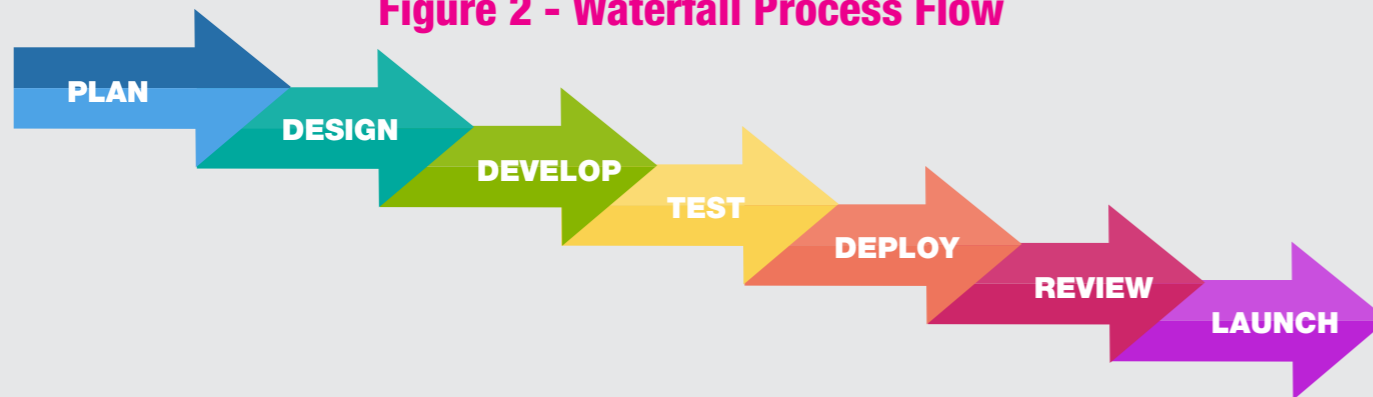 Figure 2 - Waterfall Process Flow
PLAN
DESIGN
DEVELOP
TEST
DEPLOY
REVIEW
LAUNCH